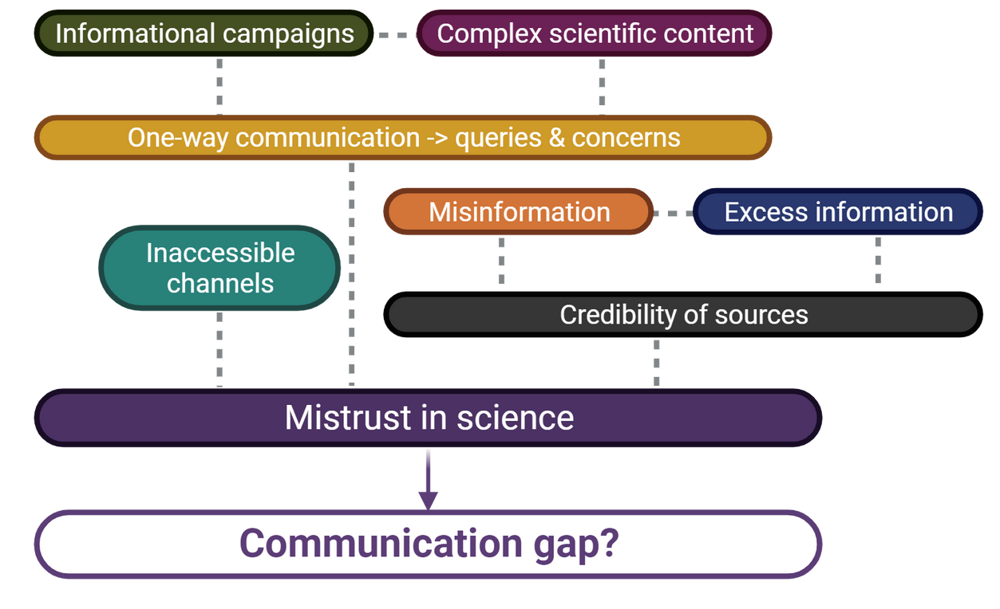 Informational campaigns
Complex scientific content
One-way communication -> queries & concerns
Misinformation
Excess information
Inaccessible
channels
Credibility of sources
Mistrust in science
Communication gap?